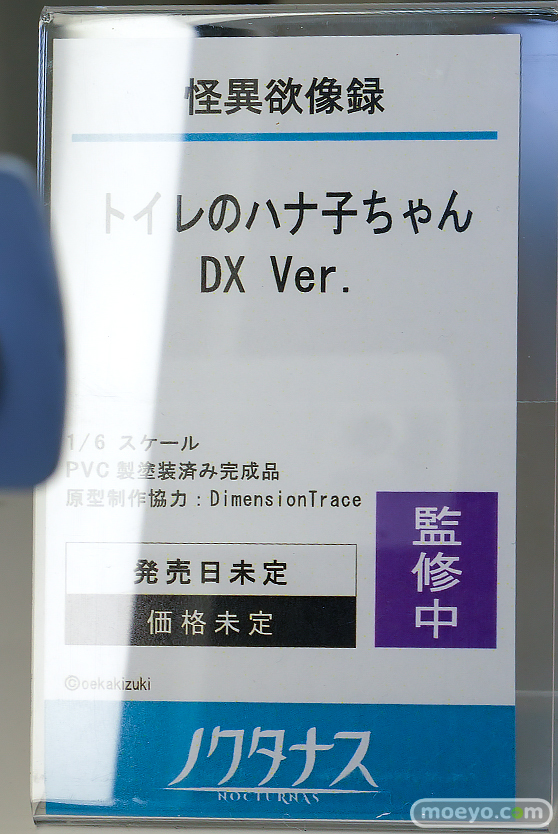 怪異欲像録
トイレのハナ子ちゃん
DX Ver.
1/6 スケール
PVC製塗装済み完成品
原型制作協力：DimensionTrace
監修中
発売日未定
価格未定
©oekakizuki
ノクタナス
NOCTURNAS
moeyo.com